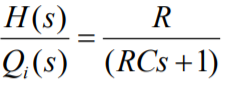 H(s)/Q_i(s) = R/(RCs+1)